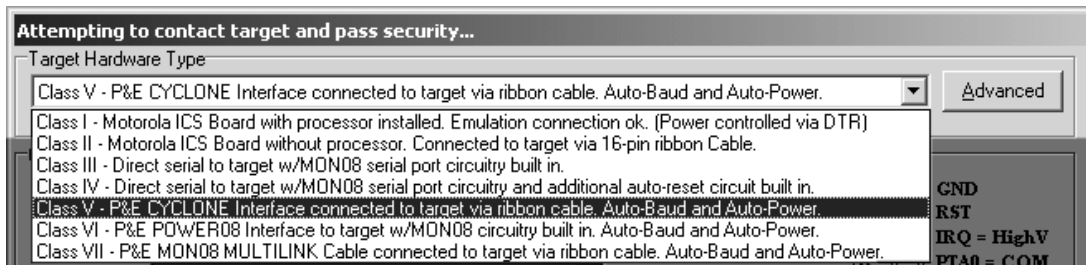 Attempting to contact target and pass security...
Target Hardware Type
Class V - P&E CYCLONE Interface connected to target via ribbon cable. Auto-Baud and Auto-Power.
Advanced
Class I - Motorola ICS Board with processor installed. Emulation connection ok. (Power controlled via DTR)
Class II - Motorola ICS Board without processor. Connected to target via 16-pin ribbon Cable.
Class III - Direct serial to target w/MON08 serial port circuitry built in.
Class IV - Direct serial to target w/MON08 serial port circuitry and additional auto-reset circuit built in.
Class V - P&E CYCLONE Interface connected to target via ribbon cable. Auto-Baud and Auto-Power.
Class VI - P&E POWER08 Interface to target w/MON08 circuitry built in. Auto-Baud and Auto-Power.
Class VII - P&E MON08 MULTILINK Cable connected to target via ribbon cable. Auto-Baud and Auto-Power.
GND
RST
IRQ = HighV
PTA0 = COM